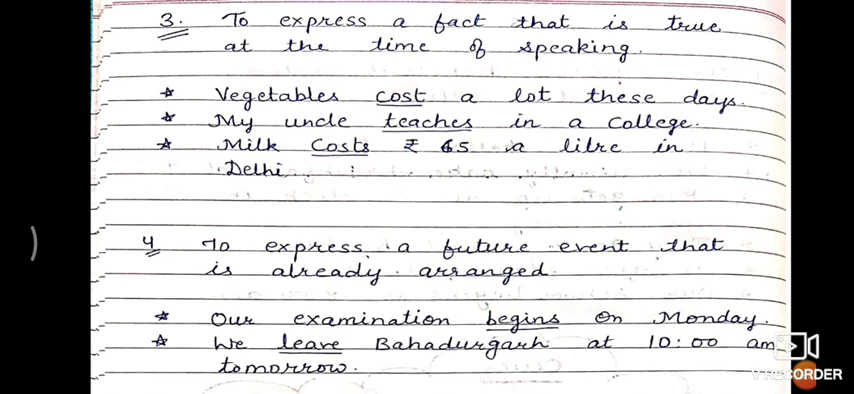 3. To express a fact that is true
at the time of speaking.
* Vegetables cost a lot these days.
* My uncle teaches in a college.
* Milk Costs ₹ 65 a litre in
Delhi.
4 To express a future event that
is already arranged.
* Our examination begins on Monday.
* We leave Bahadurgarh at 10:00 am
tomorrow.
V RECORDER